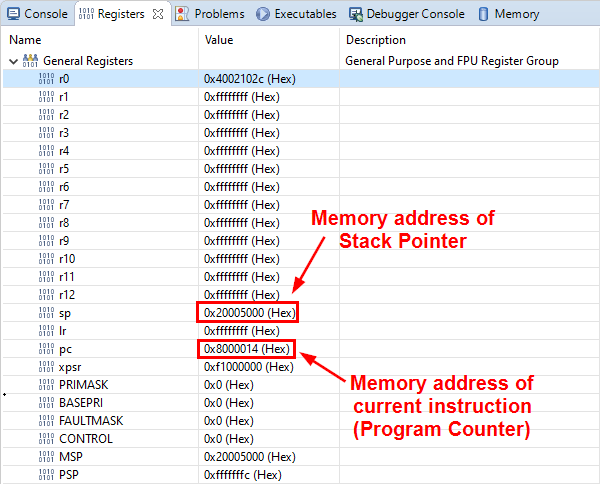 Console Registers Problems Executables Debugger Console Memory
Name Value Description
General Registers General Purpose and FPU Register Group
r0 0x4002102c (Hex)
r1 0xffffffff (Hex)
r2 0xffffffff (Hex)
r3 0xffffffff (Hex)
r4 0xffffffff (Hex)
r5 0xffffffff (Hex)
r6 0xffffffff (Hex)
r7 0xffffffff (Hex)
r8 0xffffffff (Hex)
r9 0xffffffff (Hex)
r10 0xffffffff (Hex)
r11 0xffffffff (Hex)
r12 0xffffffff (Hex)
sp 0x20005000 (Hex)
lr 0xffffffff (Hex)
pc 0x8000014 (Hex)
xpsr 0xf1000000 (Hex)
PRIMASK 0x0 (Hex)
BASEPRI 0x0 (Hex)
FAULTMASK 0x0 (Hex)
CONTROL 0x0 (Hex)
MSP 0x20005000 (Hex)
PSP 0xfffffffc (Hex)
Memory address of
Stack Pointer
Memory address of
current instruction
(Program Counter)